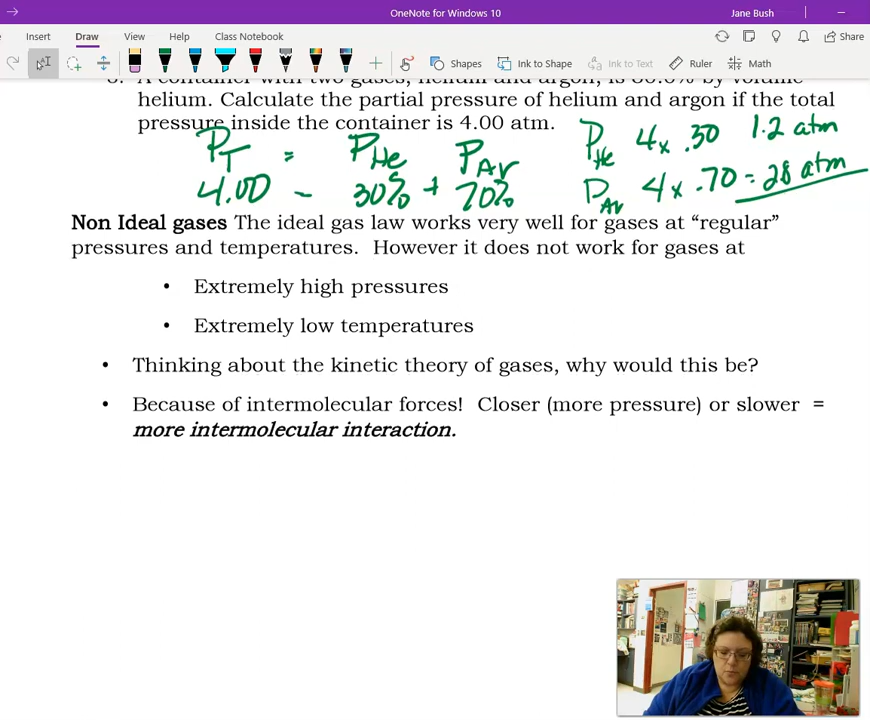 OneNote for Windows 10
Jane Bush
Insert Draw View Help Class Notebook Share
Shapes Ink to Shape Ink to Text Ruler Math
helium. Calculate the partial pressure of helium and argon if the total
pressure inside the container is 4.00 atm.
PT = PHe PAr
4.00 - 30% + 70%
PHe 4 x .30 1.2 atm
PAr 4 x .70 = 28 atm
Non Ideal gases The ideal gas law works very well for gases at “regular”
pressures and temperatures. However it does not work for gases at
• Extremely high pressures
• Extremely low temperatures
• Thinking about the kinetic theory of gases, why would this be?
• Because of intermolecular forces! Closer (more pressure) or slower =
more intermolecular interaction.